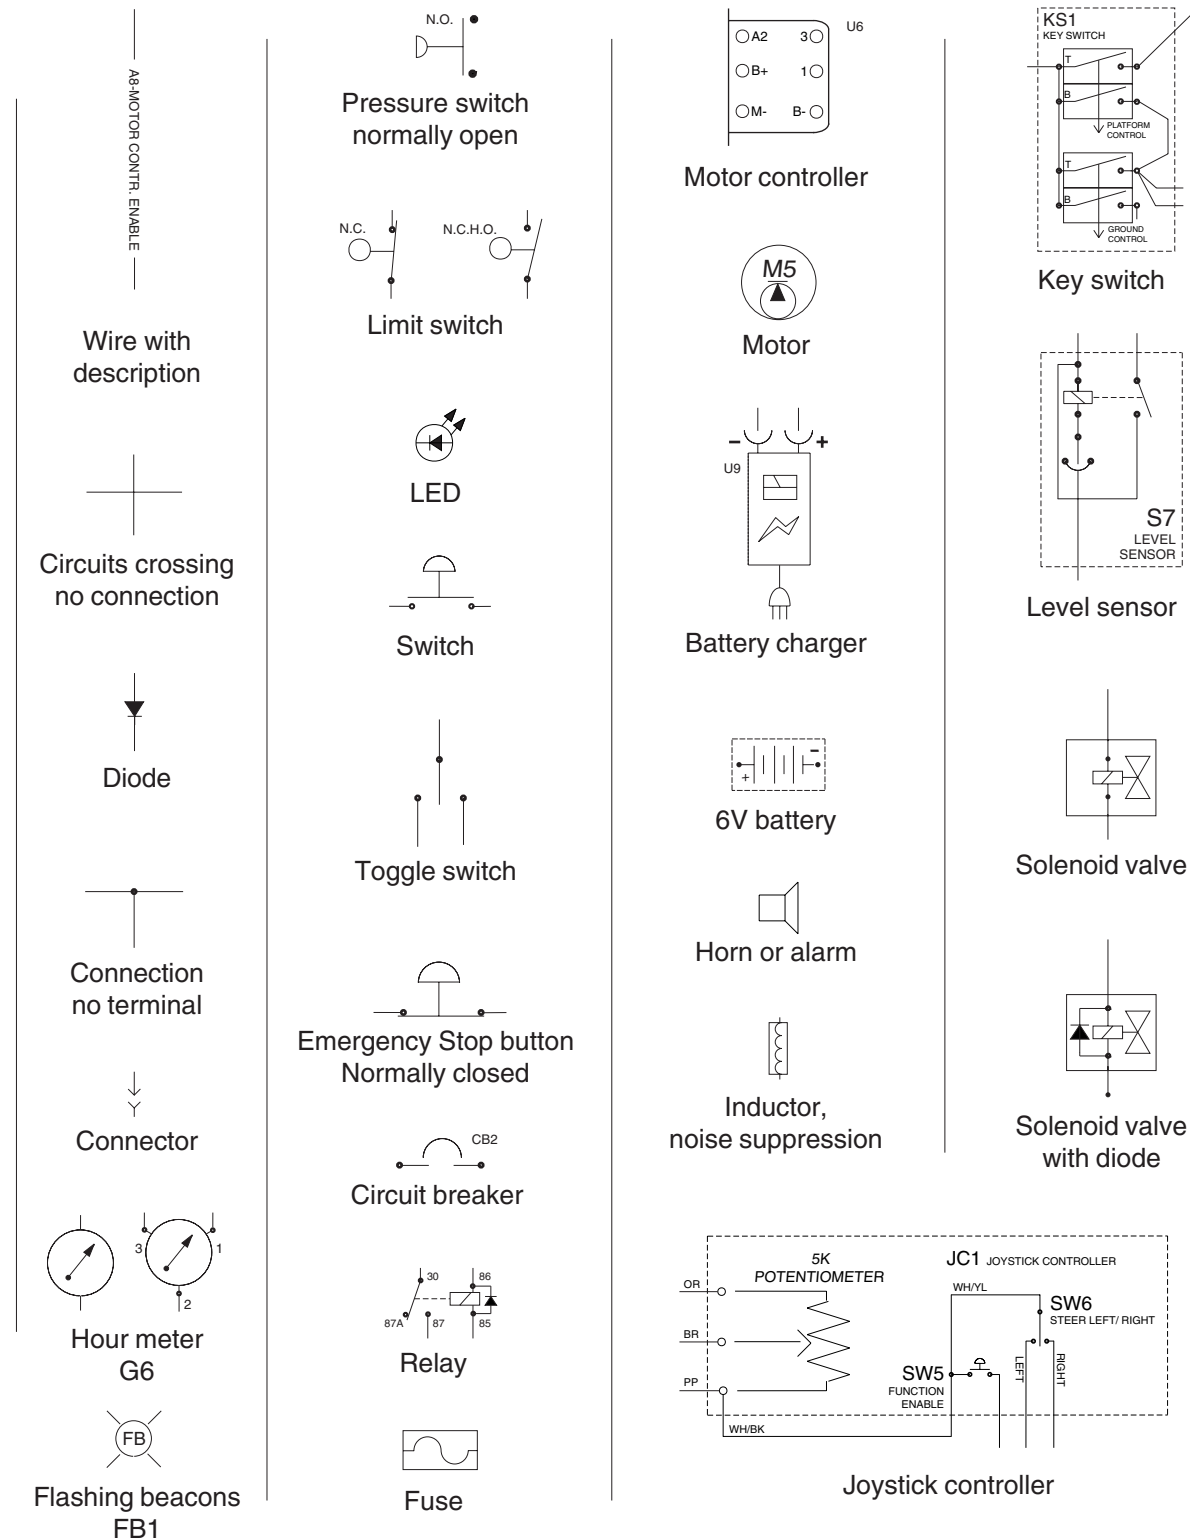 A8-MOTOR CONTR. ENABLE
Wire with
description
Circuits crossing
no connection
Diode
Connection
no terminal
Connector
3
1
2
Hour meter
G6
FB
Flashing beacons
FB1
N.O.
Pressure switch
normally open
N.C.
N.C.H.O.
Limit switch
LED
Switch
Toggle switch
Emergency Stop button
Normally closed
CB2
Circuit breaker
30
86
87A
87
85
Relay
Fuse
U6
A2
3
B+
1
M-
B-
Motor controller
M5
Motor
-
+
U9
Battery charger
+
-
6V battery
Horn or alarm
Inductor,
noise suppression
KS1
KEY SWITCH
T
B
PLATFORM
CONTROL
T
B
GROUND
CONTROL
Key switch
S7
LEVEL
SENSOR
Level sensor
Solenoid valve
Solenoid valve
with diode
5K
POTENTIOMETER
JC1 JOYSTICK CONTROLLER
OR
WH/YL
SW6
STEER LEFT/ RIGHT
BR
LEFT
RIGHT
PP
SW5
FUNCTION
ENABLE
WH/BK
Joystick controller